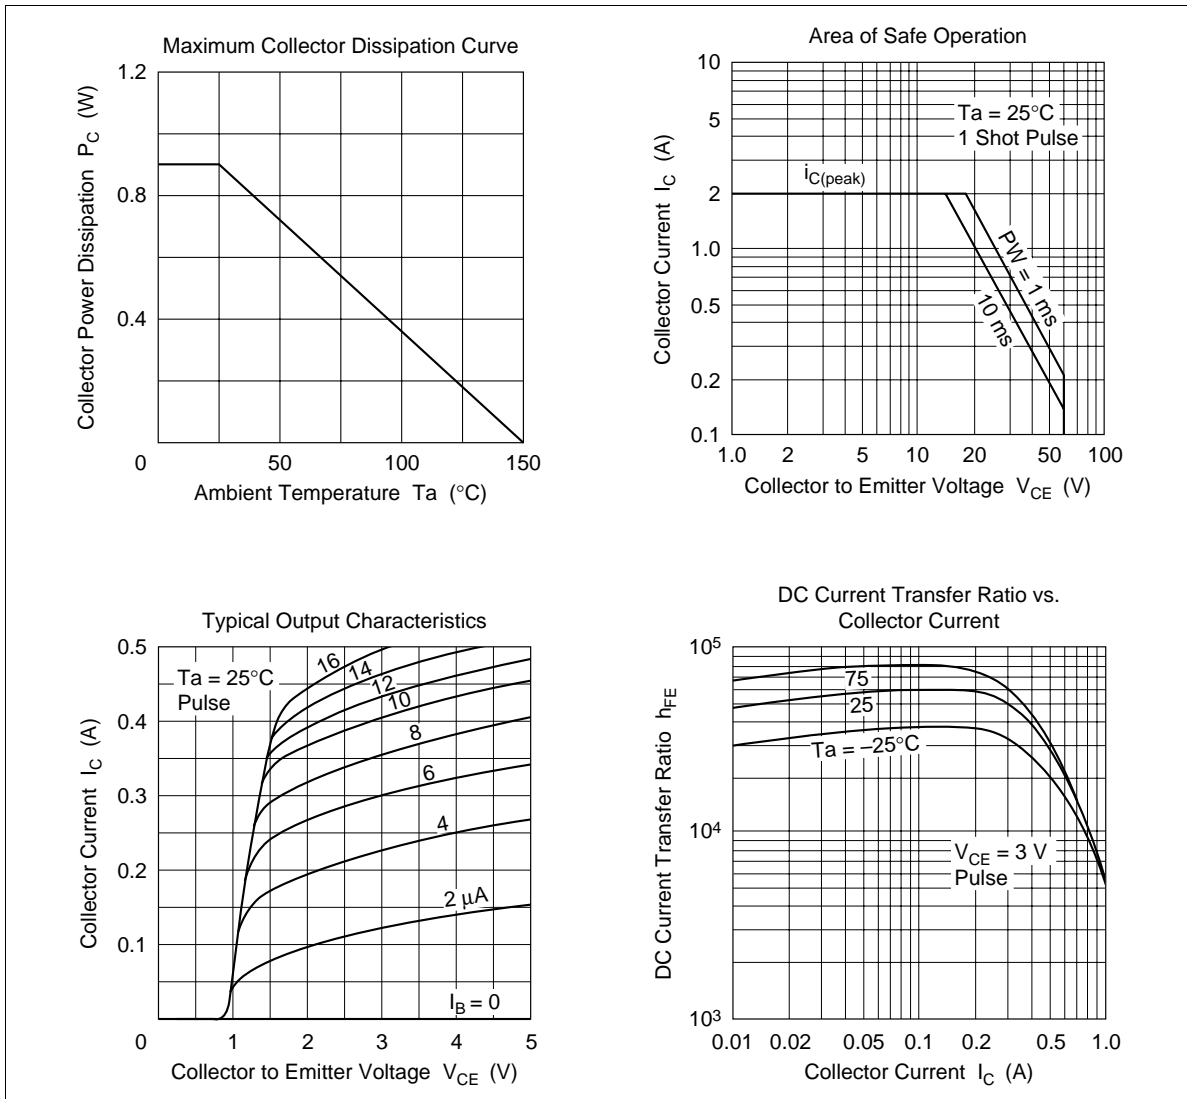 Maximum Collector Dissipation Curve
1.2
0.8
0.4
0
50
100
150
Collector Power Dissipation P_C (W)
Ambient Temperature Ta (°C)
Area of Safe Operation
10
5
2
1.0
0.5
0.2
0.1
1.0
2
5
10
20
50
100
Ta = 25°C
1 Shot Pulse
i_C(peak)
PW = 1 ms
10 ms
Collector Current I_C (A)
Collector to Emitter Voltage V_CE (V)
Typical Output Characteristics
0.5
0.4
0.3
0.2
0.1
0
1
2
3
4
5
Ta = 25°C
Pulse
16
14
12
10
8
6
4
2 μA
I_B = 0
Collector Current I_C (A)
Collector to Emitter Voltage V_CE (V)
DC Current Transfer Ratio vs.
Collector Current
10⁵
10⁴
10³
0.01
0.02
0.05
0.1
0.2
0.5
1.0
75
25
Ta = –25°C
V_CE = 3 V
Pulse
DC Current Transfer Ratio h_FE
Collector Current I_C (A)